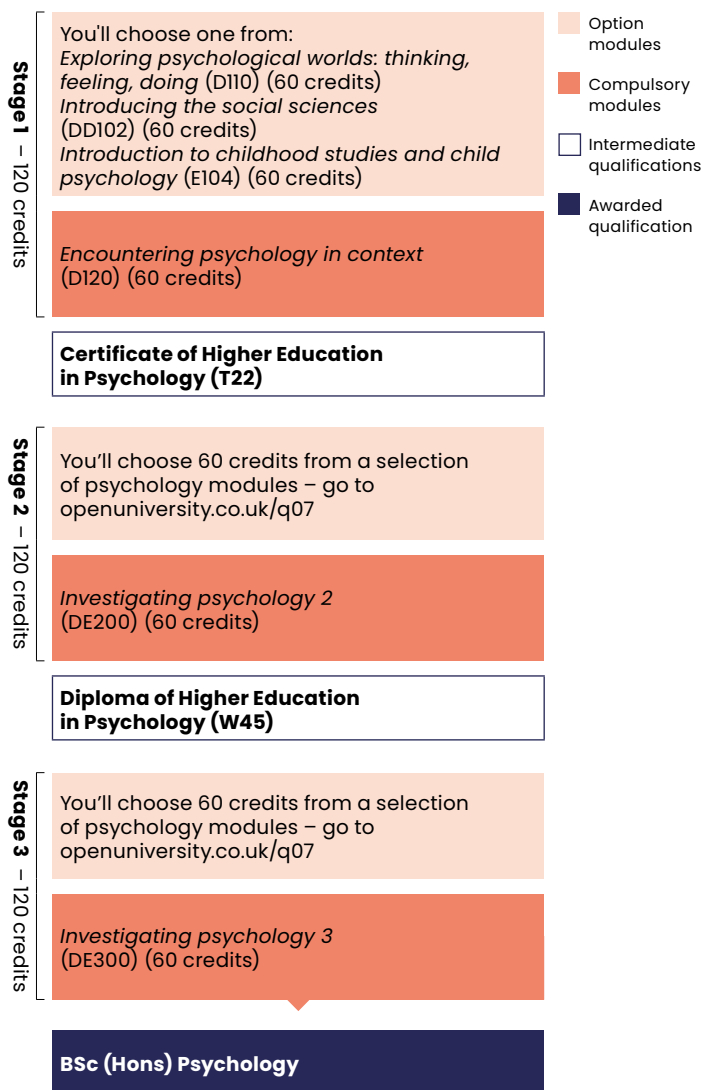 Stage 1 – 120 credits
You'll choose one from:
Exploring psychological worlds: thinking,
feeling, doing (D110) (60 credits)
Introducing the social sciences
(DD102) (60 credits)
Introduction to childhood studies and child
psychology (E104) (60 credits)
Encountering psychology in context
(D120) (60 credits)
Certificate of Higher Education
in Psychology (T22)
Stage 2 – 120 credits
You’ll choose 60 credits from a selection
of psychology modules – go to
openuniversity.co.uk/q07
Investigating psychology 2
(DE200) (60 credits)
Diploma of Higher Education
in Psychology (W45)
Stage 3 – 120 credits
You’ll choose 60 credits from a selection
of psychology modules – go to
openuniversity.co.uk/q07
Investigating psychology 3
(DE300) (60 credits)
BSc (Hons) Psychology
Option
modules
Compulsory
modules
Intermediate
qualifications
Awarded
qualification